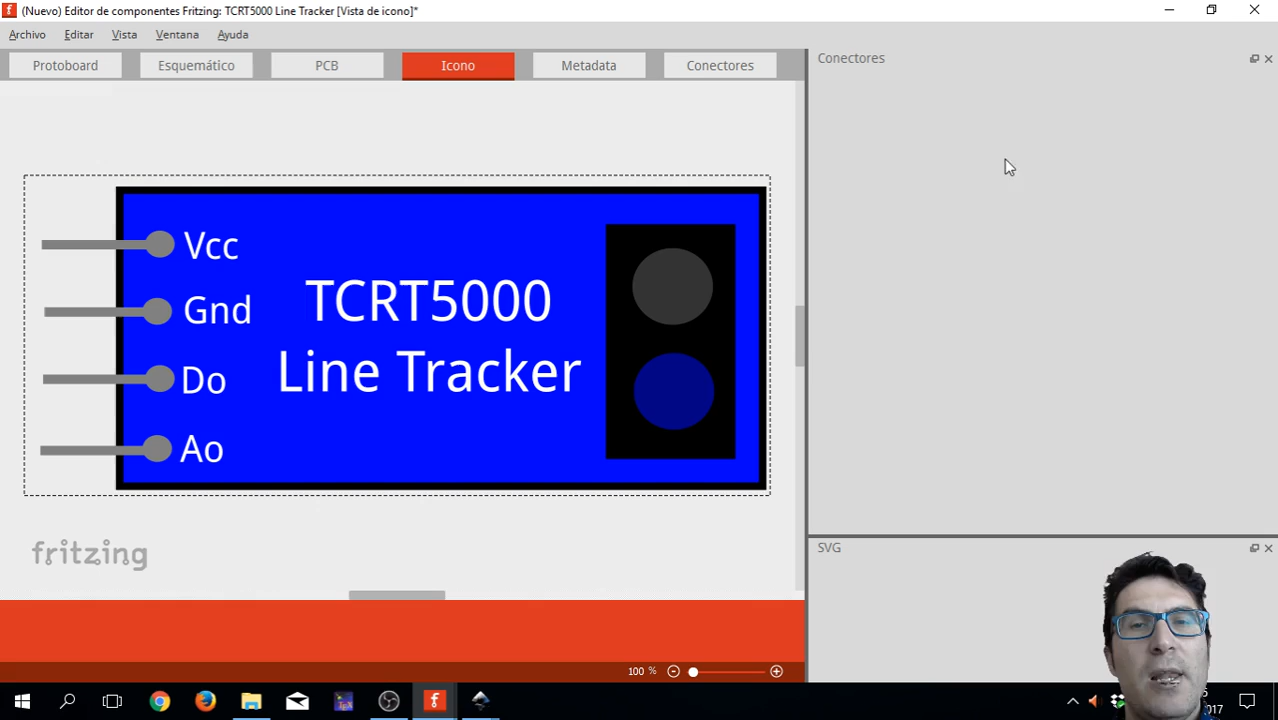 (Nuevo) Editor de componentes Fritzing: TCRT5000 Line Tracker [Vista de icono]*
Archivo Editar Vista Ventana Ayuda
Protoboard Esquemático PCB Icono Metadata Conectores
Conectores
Vcc
Gnd
Do
Ao
TCRT5000
Line Tracker
fritzing
SVG
100 %
2017